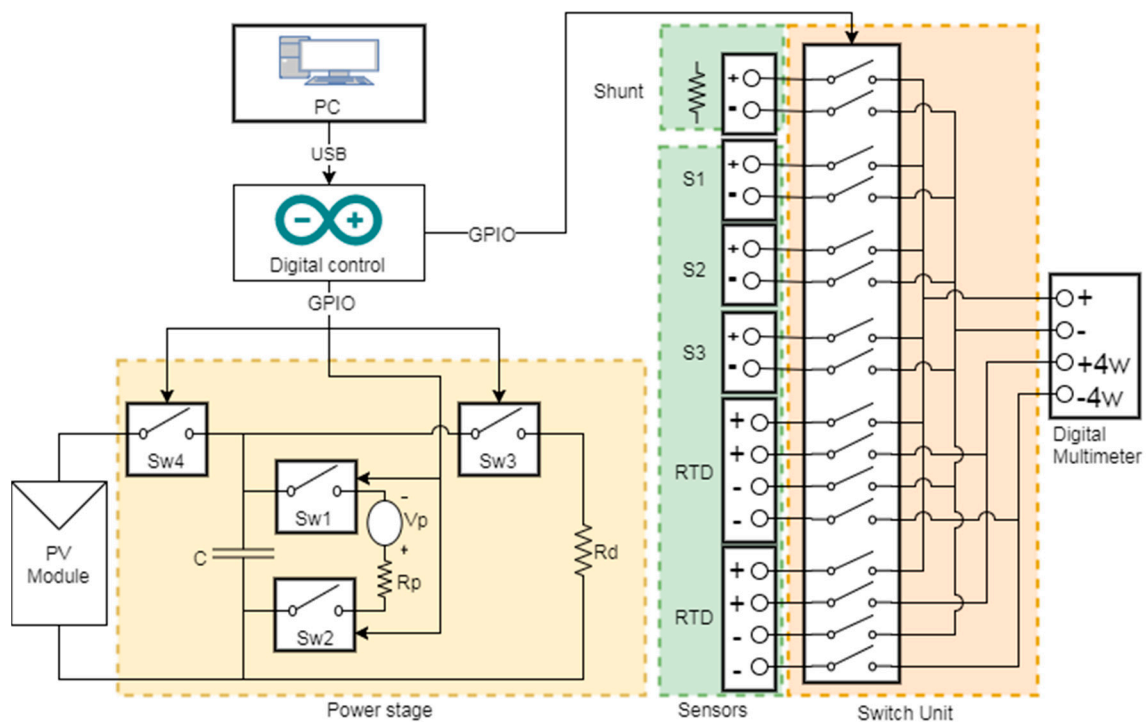 PC
USB
Digital control
GPIO
GPIO
Sw4
Sw3
Sw1
Sw2
Vp
-
+
Rp
C
Rd
PV
Module
Power stage
Shunt
+
-
S1
+
-
S2
+
-
S3
+
-
RTD
+
+
-
-
RTD
+
+
-
-
Sensors
Switch Unit
+
-
+4w
-4w
Digital
Multimeter